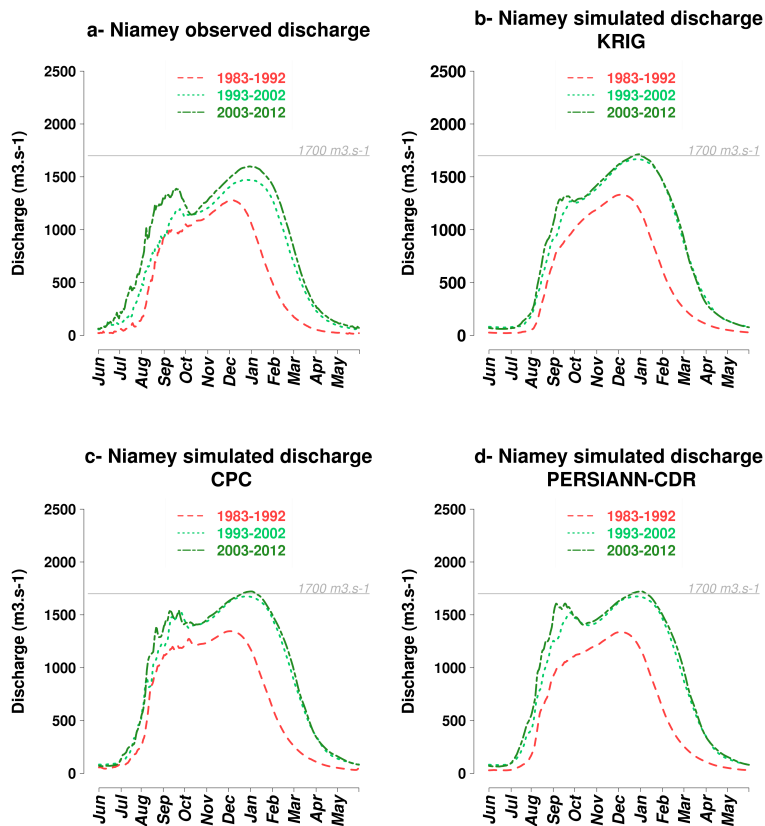 a- Niamey observed discharge
2500
2000
1500
1000
500
0
Discharge (m3.s-1)
1983-1992
1993-2002
2003-2012
1700 m3.s-1
Jun Jul Aug Sep Oct Nov Dec Jan Feb Mar Apr May
b- Niamey simulated discharge
KRIG
2500
2000
1500
1000
500
0
Discharge (m3.s-1)
1983-1992
1993-2002
2003-2012
1700 m3.s-1
Jun Jul Aug Sep Oct Nov Dec Jan Feb Mar Apr May
c- Niamey simulated discharge
CPC
2500
2000
1500
1000
500
0
Discharge (m3.s-1)
1983-1992
1993-2002
2003-2012
1700 m3.s-1
Jun Jul Aug Sep Oct Nov Dec Jan Feb Mar Apr May
d- Niamey simulated discharge
PERSIANN-CDR
2500
2000
1500
1000
500
0
Discharge (m3.s-1)
1983-1992
1993-2002
2003-2012
1700 m3.s-1
Jun Jul Aug Sep Oct Nov Dec Jan Feb Mar Apr May